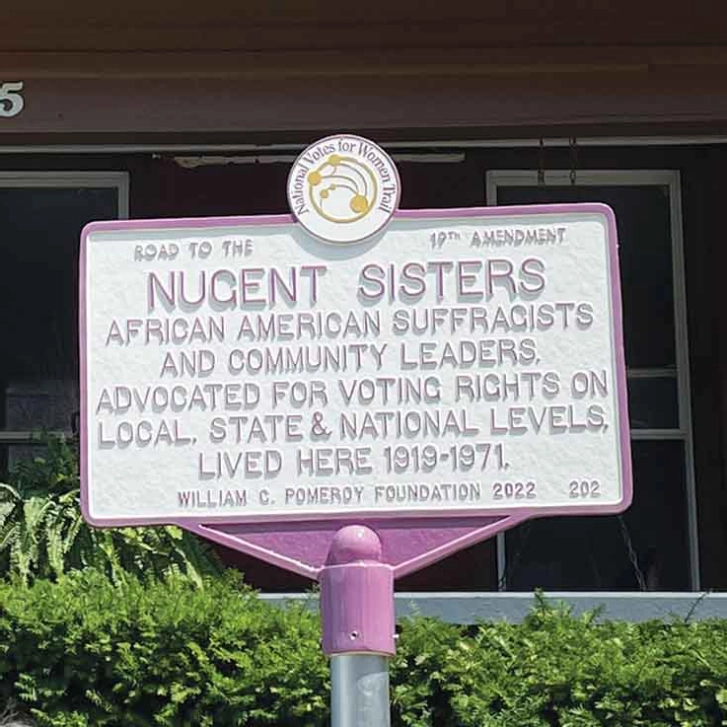 5
National Votes for Women Trail
ROAD TO THE 19TH AMENDMENT
NUGENT SISTERS
AFRICAN AMERICAN SUFFRAGISTS
AND COMMUNITY LEADERS.
ADVOCATED FOR VOTING RIGHTS ON
LOCAL, STATE & NATIONAL LEVELS.
LIVED HERE 1919-1971.
WILLIAM G. POMEROY FOUNDATION 2022 202